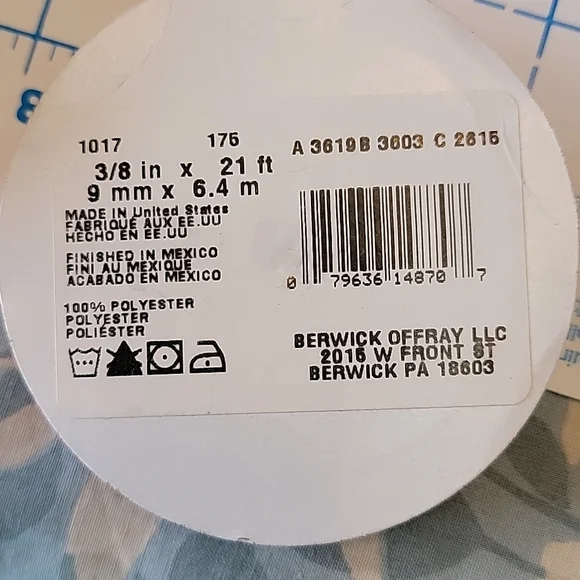 1017 175 A 3619B 3603 C 2615
3/8 in x 21 ft
9 mm x 6.4 m
MADE IN United States
FABRIQUÉ AUX EE.UU
HECHO EN EE.UU
FINISHED IN MEXICO
FINI AU MEXIQUE
ACABADO EN MEXICO
100% POLYESTER
POLYESTER
POLIÉSTER
0 79636 14870 7
BERWICK OFFRAY LLC
2015 W FRONT ST
BERWICK PA 18603
8